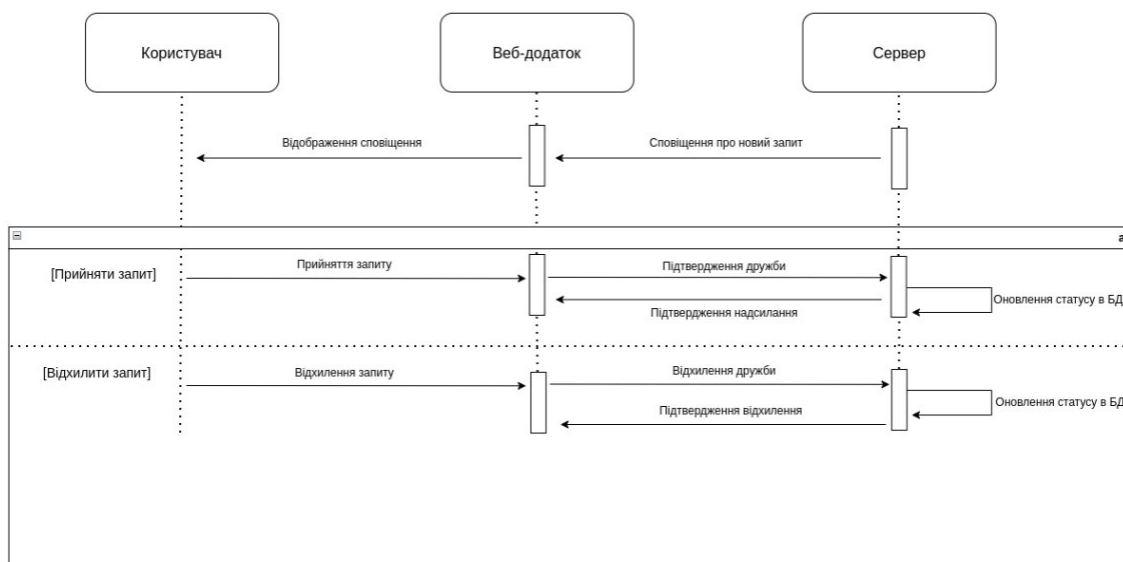 Користувач
Веб-додаток
Сервер
Відображення сповіщення
Сповіщення про новий запит
[Прийняти запит]
Прийняття запиту
Підтвердження дружби
Оновлення статусу в БД
Підтвердження надсилання
[Відхилити запит]
Відхилення запиту
Відхилення дружби
Оновлення статусу в БД
Підтвердження відхилення